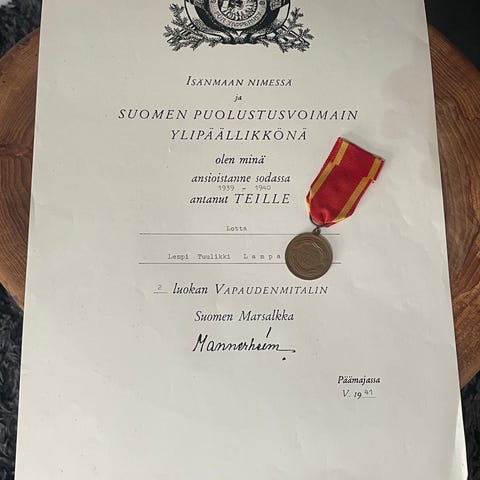 ISÄNMAAN NIMESSÄ
ja
SUOMEN PUOLUSTUSVOIMAIN
YLIPÄÄLLIKKÖNÄ
olen minä
ansioistanne sodassa
1939 - 1940
antanut TEILLE
Lotta
Lempi Tuulikki Lampa
2 luokan VAPAUDENMITALIN
Suomen Marsalkka
Mannerheim.
Päämajassa
V. 1941